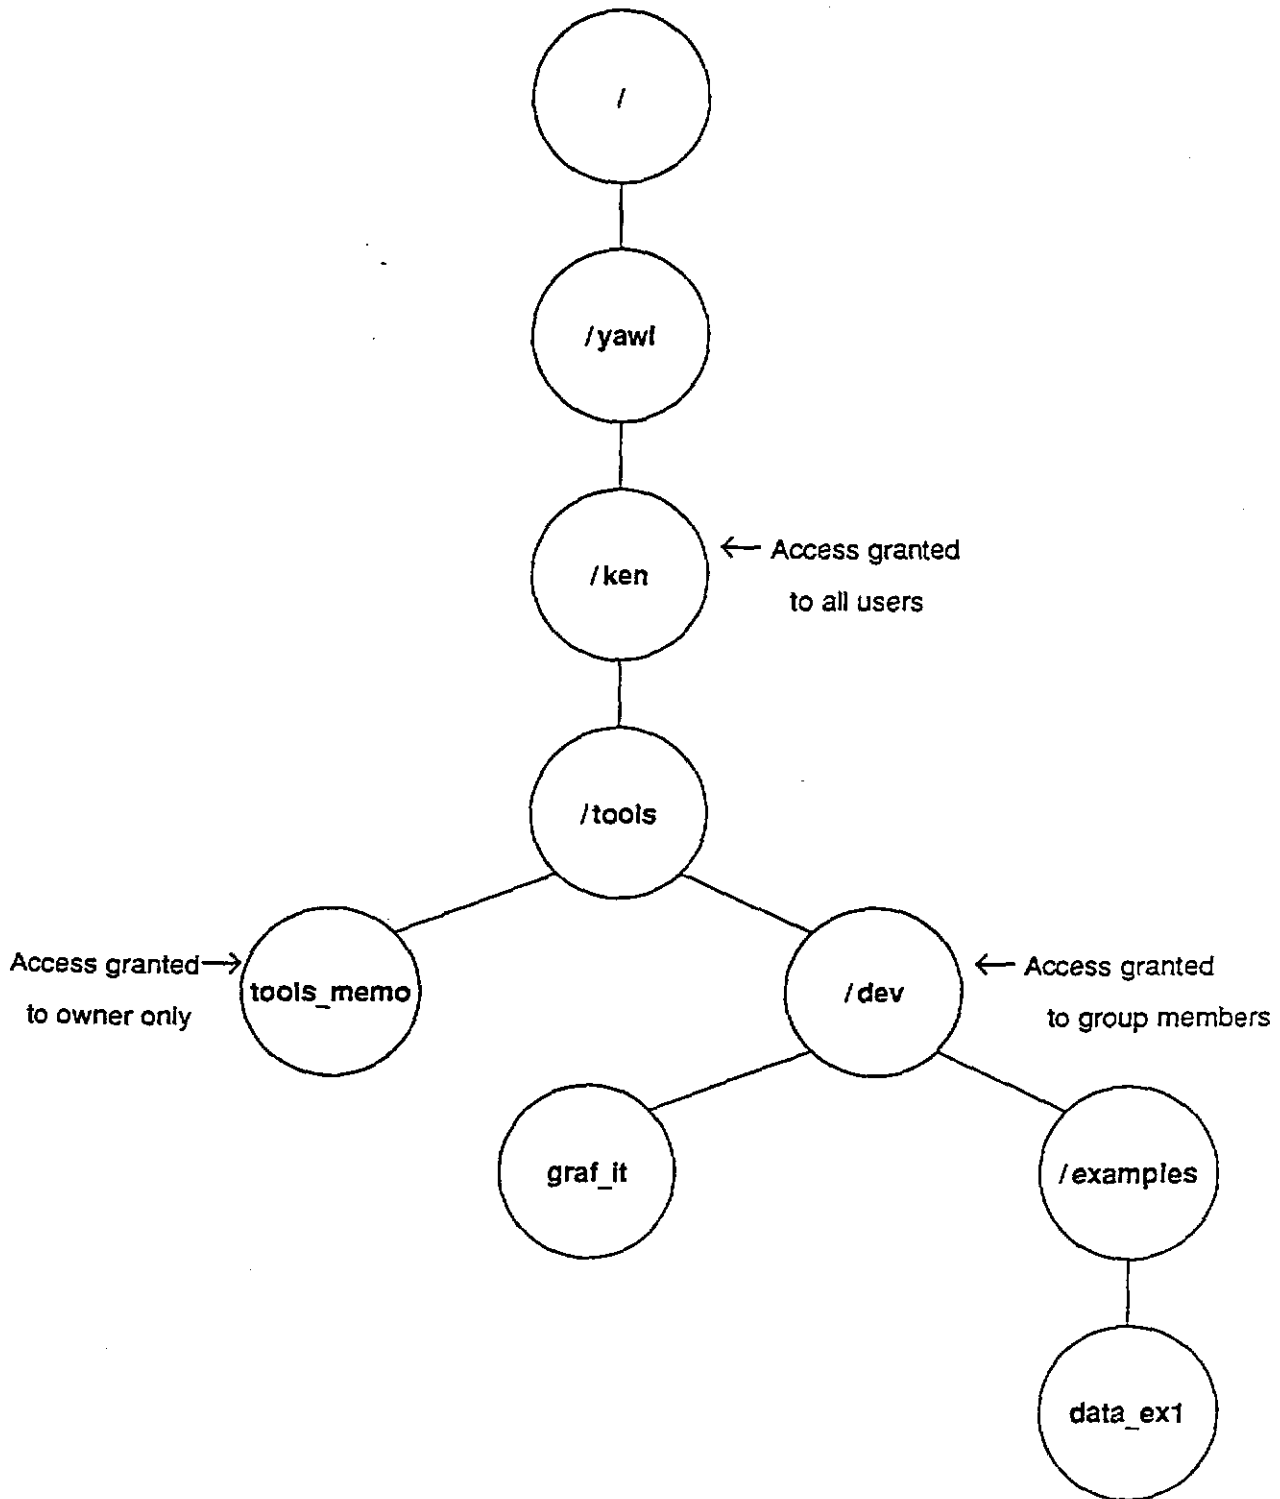 /
/yawl
/ken
← Access granted
to all users
/tools
Access granted→
to owner only
tools_memo
/dev
← Access granted
to group members
graf_it
/examples
data_ex1